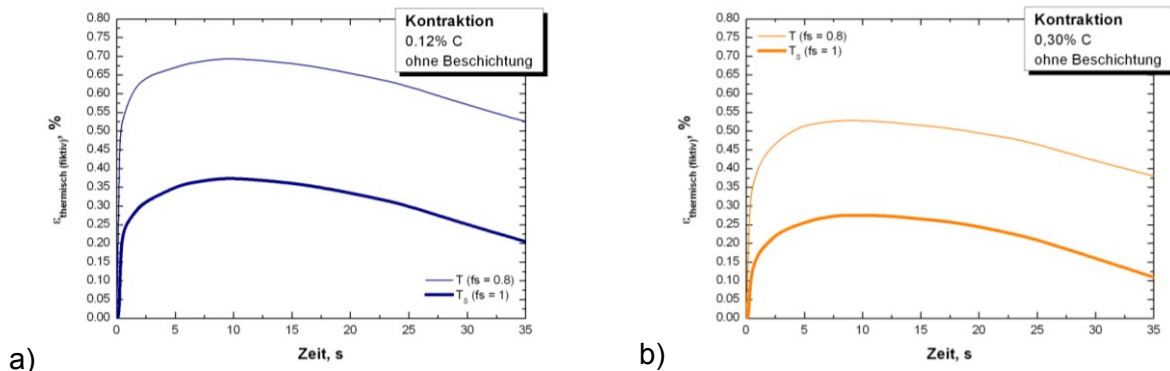 Kontraktion
0.12% C
ohne Beschichtung
0.80
0.75
0.70
0.65
0.60
0.55
0.50
0.45
0.40
0.35
0.30
0.25
0.20
0.15
0.10
0.05
0.00
ε thermisch (fiktiv), %
T (fs = 0.8)
Ts (fs = 1)
0 5 10 15 20 25 30 35
Zeit, s
a)
Kontraktion
0,30% C
ohne Beschichtung
T (fs = 0.8)
Ts (fs = 1)
0.80
0.75
0.70
0.65
0.60
0.55
0.50
0.45
0.40
0.35
0.30
0.25
0.20
0.15
0.10
0.05
0.00
ε thermisch (fiktiv), %
0 5 10 15 20 25 30 35
Zeit, s
b)